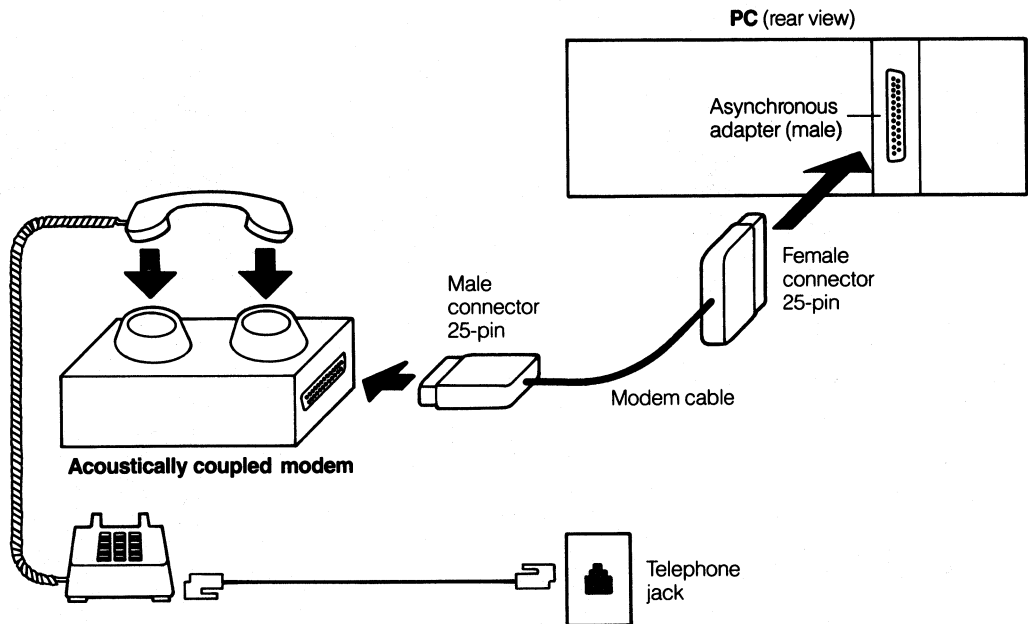 PC (rear view)
Asynchronous
adapter (male)
Female
connector
25-pin
Male
connector
25-pin
Modem cable
Acoustically coupled modem
Telephone
jack